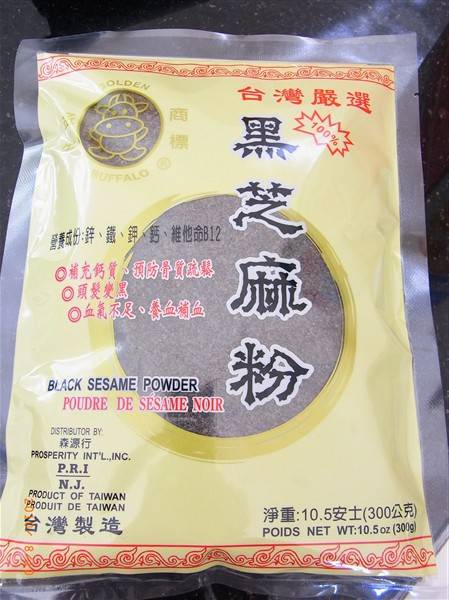 GOLDEN
BUFFALO ®
商標
台灣嚴選
100%
黑芝麻粉
營養成份:鋅、鐵、鉀、鈣、維他命B12
◎補充鈣質、預防骨質疏鬆
◎頭髮變黑
◎血氣不足、養血補血
BLACK SESAME POWDER
POUDRE DE SESAME NOIR
DISTRIBUTOR BY:
森源行
PROSPERITY INT'L.,INC.
P.R.I
N.J.
PRODUCT OF TAIWAN
PRODUIT DE TAIWAN
台灣製造
淨重:10.5安士(300公克)
POIDS NET WT:10.5oz (300g)